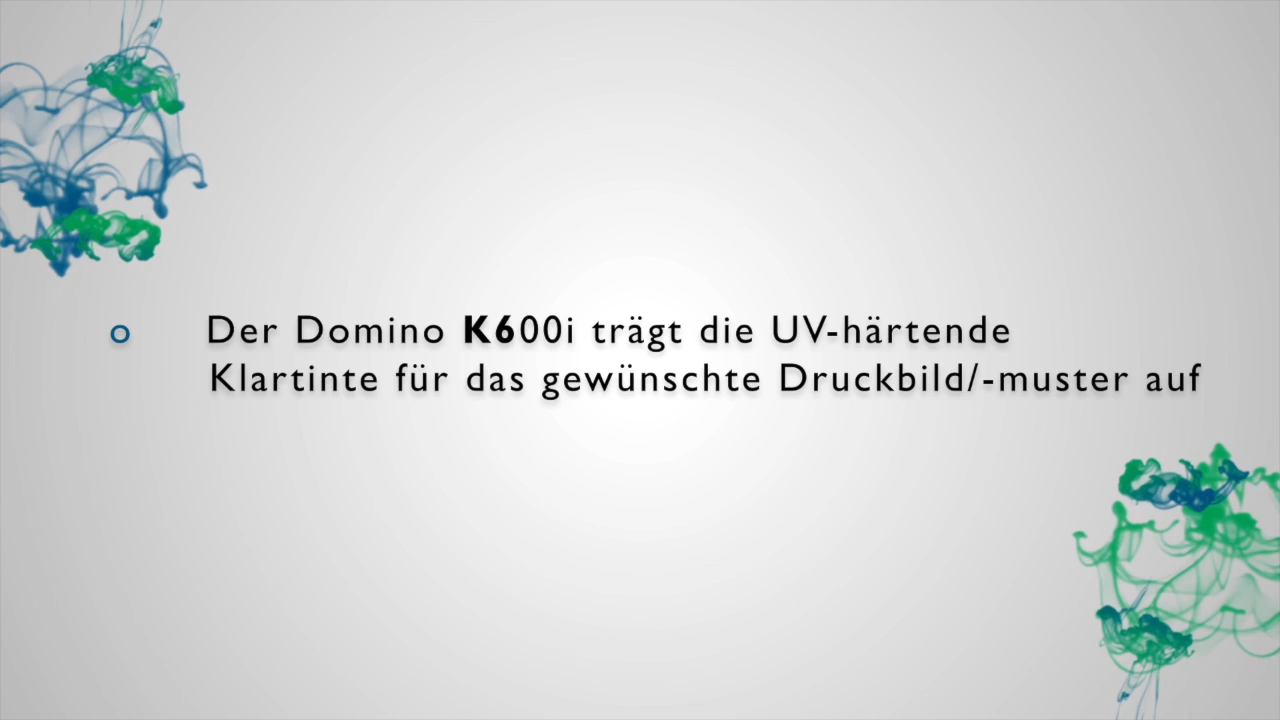 o Der Domino K600i trägt die UV-härtende
Klartinte für das gewünschte Druckbild/-muster auf